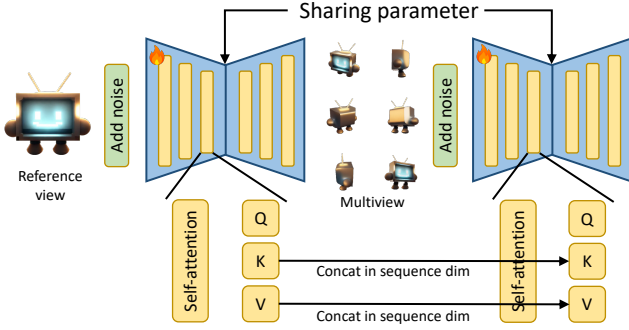 Sharing parameter
Add noise
Add noise
Reference
view
Multiview
Self-attention
Q
K
V
Concat in sequence dim
Concat in sequence dim
Self-attention
Q
K
V